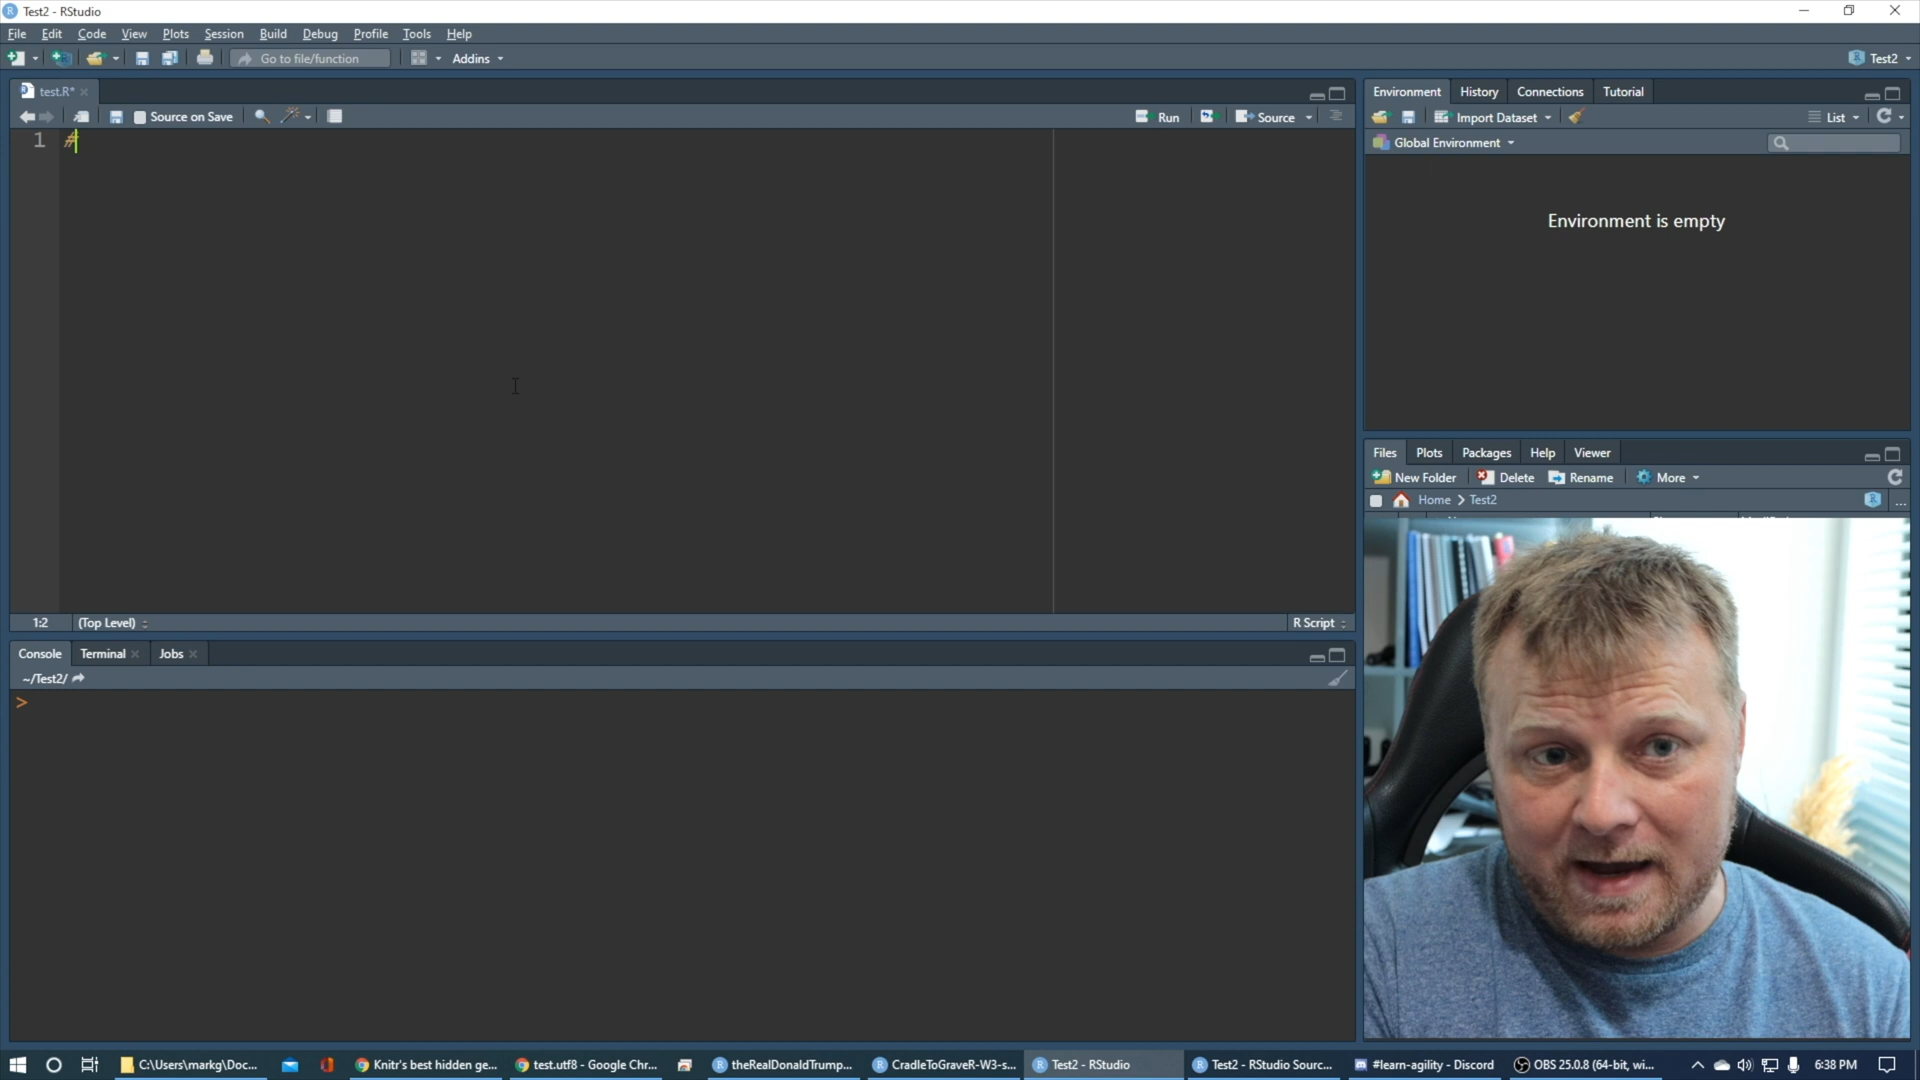 Test2 - RStudio
File Edit Code View Plots Session Build Debug Profile Tools Help
Go to file/function Addins Test2
test.R*
Source on Save Run Source
1 #
1:2 (Top Level) R Script
Console Terminal Jobs
~/Test2/
>
Environment History Connections Tutorial
Import Dataset List
Global Environment
Environment is empty
Files Plots Packages Help Viewer
New Folder Delete Rename More
Home > Test2 ...
C:\Users\markg\Doc... Knitr's best hidden ge... test.utf8 - Google Chr... theRealDonaldTrump... CradleToGraveR-W3-s... Test2 - RStudio Test2 - RStudio Sourc... #learn-agility - Discord OBS 25.0.8 (64-bit, wi... 6:38 PM